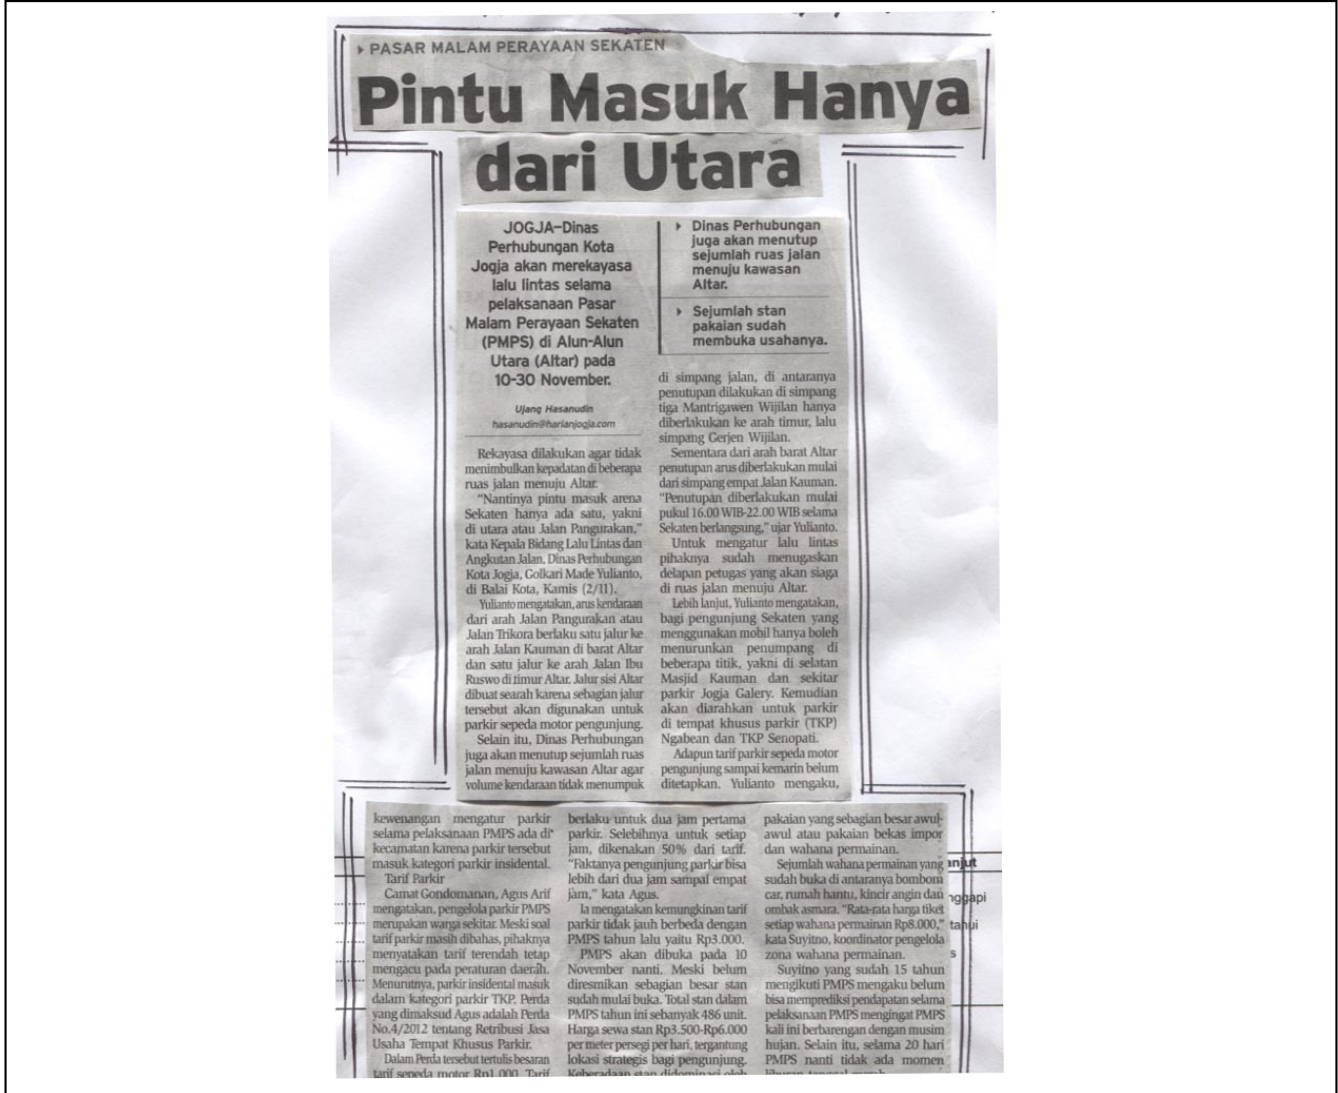 PASAR MALAM PERAYAAN SEKATEN
Pintu Masuk Hanya
dari Utara
JOGJA–Dinas
Perhubungan Kota
Jogja akan merekayasa
lalu lintas selama
pelaksanaan Pasar
Malam Perayaan Sekaten
(PMPS) di Alun-Alun
Utara (Altar) pada
10-30 November.
Ujang Hasanudin
hasanudin@harianjogja.com
Rekayasa dilakukan agar tidak
menimbulkan kepadatan di beberapa
ruas jalan menuju Altar.
"Nantinya pintu masuk arena
Sekaten hanya ada satu, yakni
di utara atau Jalan Pangurakan,"
kata Kepala Bidang Lalu Lintas dan
Angkutan Jalan, Dinas Perhubungan
Kota Jogja, Golkari Made Yulianto,
di Balai Kota, Kamis (2/11).
Yulianto mengatakan, arus kendaraan
dari arah Jalan Pangurakan atau
Jalan Trikora berlaku satu jalur ke
arah Jalan Kauman di barat Altar
dan satu jalur ke arah Jalan Ibu
Ruswo di timur Altar. Jalur sisi Altar
dibuat searah karena sebagian jalur
tersebut akan digunakan untuk
parkir sepeda motor pengunjung.
Selain itu, Dinas Perhubungan
juga akan menutup sejumlah ruas
jalan menuju kawasan Altar agar
volume kendaraan tidak menumpuk
Dinas Perhubungan
juga akan menutup
sejumlah ruas jalan
menuju kawasan
Altar.
Sejumlah stan
pakaian sudah
membuka usahanya.
di simpang jalan, di antaranya
penutupan dilakukan di simpang
tiga Mantrigawen Wijilan hanya
diberlakukan ke arah timur, lalu
simpang Gerjen Wijilan.
Sementara dari arah barat Altar
penutupan arus diberlakukan mulai
dari simpang empat Jalan Kauman.
"Penutupan diberlakukan mulai
pukul 16.00 WIB-22.00 WIB selama
Sekaten berlangsung," ujar Yulianto.
Untuk mengatur lalu lintas
pihaknya sudah menugaskan
delapan petugas yang akan siaga
di ruas jalan menuju Altar.
Lebih lanjut, Yulianto mengatakan,
bagi pengunjung Sekaten yang
menggunakan mobil hanya boleh
menurunkan penumpang di
beberapa titik, yakni di selatan
Masjid Kauman dan sekitar
parkir Jogja Galery. Kemudian
akan diarahkan untuk parkir
di tempat khusus parkir (TKP)
Ngabean dan TKP Senopati.
Adapun tarif parkir sepeda motor
pengunjung sampai kemarin belum
ditetapkan. Yulianto mengaku,
kewenangan mengatur parkir
selama pelaksanaan PMPS ada di
kecamatan karena parkir tersebut
masuk kategori parkir insidental.
Tarif Parkir
Camat Gondomanan, Agus Arif
mengatakan, pengelola parkir PMPS
merupakan warga sekitar. Meski soal
tarif parkir masih dibahas, pihaknya
menyatakan tarif terendah tetap
mengacu pada peraturan daerah.
Menurutnya, parkir insidental masuk
dalam kategori parkir TKP. Perda
yang dimaksud Agus adalah Perda
No.4/2012 tentang Retribusi Jasa
Usaha Tempat Khusus Parkir.
Dalam Perda tersebut tertulis besaran
tarif sepeda motor Rp1.000. Tarif
berlaku untuk dua jam pertama
parkir. Selebihnya untuk setiap
jam, dikenakan 50% dari tarif.
"Faktanya pengunjung parkir bisa
lebih dari dua jam sampai empat
jam," kata Agus.
Ia mengatakan kemungkinan tarif
parkir tidak jauh berbeda dengan
PMPS tahun lalu yaitu Rp3.000.
PMPS akan dibuka pada 10
November nanti. Meski belum
diresmikan sebagian besar stan
sudah mulai buka. Total stan dalam
PMPS tahun ini sebanyak 486 unit.
Harga sewa stan Rp3.500-Rp6.000
per meter persegi per hari, tergantung
lokasi strategis bagi pengunjung.
Keberadaan stan didominasi oleh
pakaian yang sebagian besar awul-
awul atau pakaian bekas impor
dan wahana permainan.
Sejumlah wahana permainan yang
sudah buka di antaranya bombom
car, rumah hantu, kincir angin dan
ombak asmara. "Rata-rata harga tiket
setiap wahana permainan Rp8.000,"
kata Suyitno, koordinator pengelola
zona wahana permainan.
Suyitno yang sudah 15 tahun
mengikuti PMPS mengaku belum
bisa memprediksi pendapatan selama
pelaksanaan PMPS mengingat PMPS
kali ini berbarengan dengan musim
hujan. Selain itu, selama 20 hari
PMPS nanti tidak ada momen
liburan tanggal merah.
anjut
nggapi
tahui
s